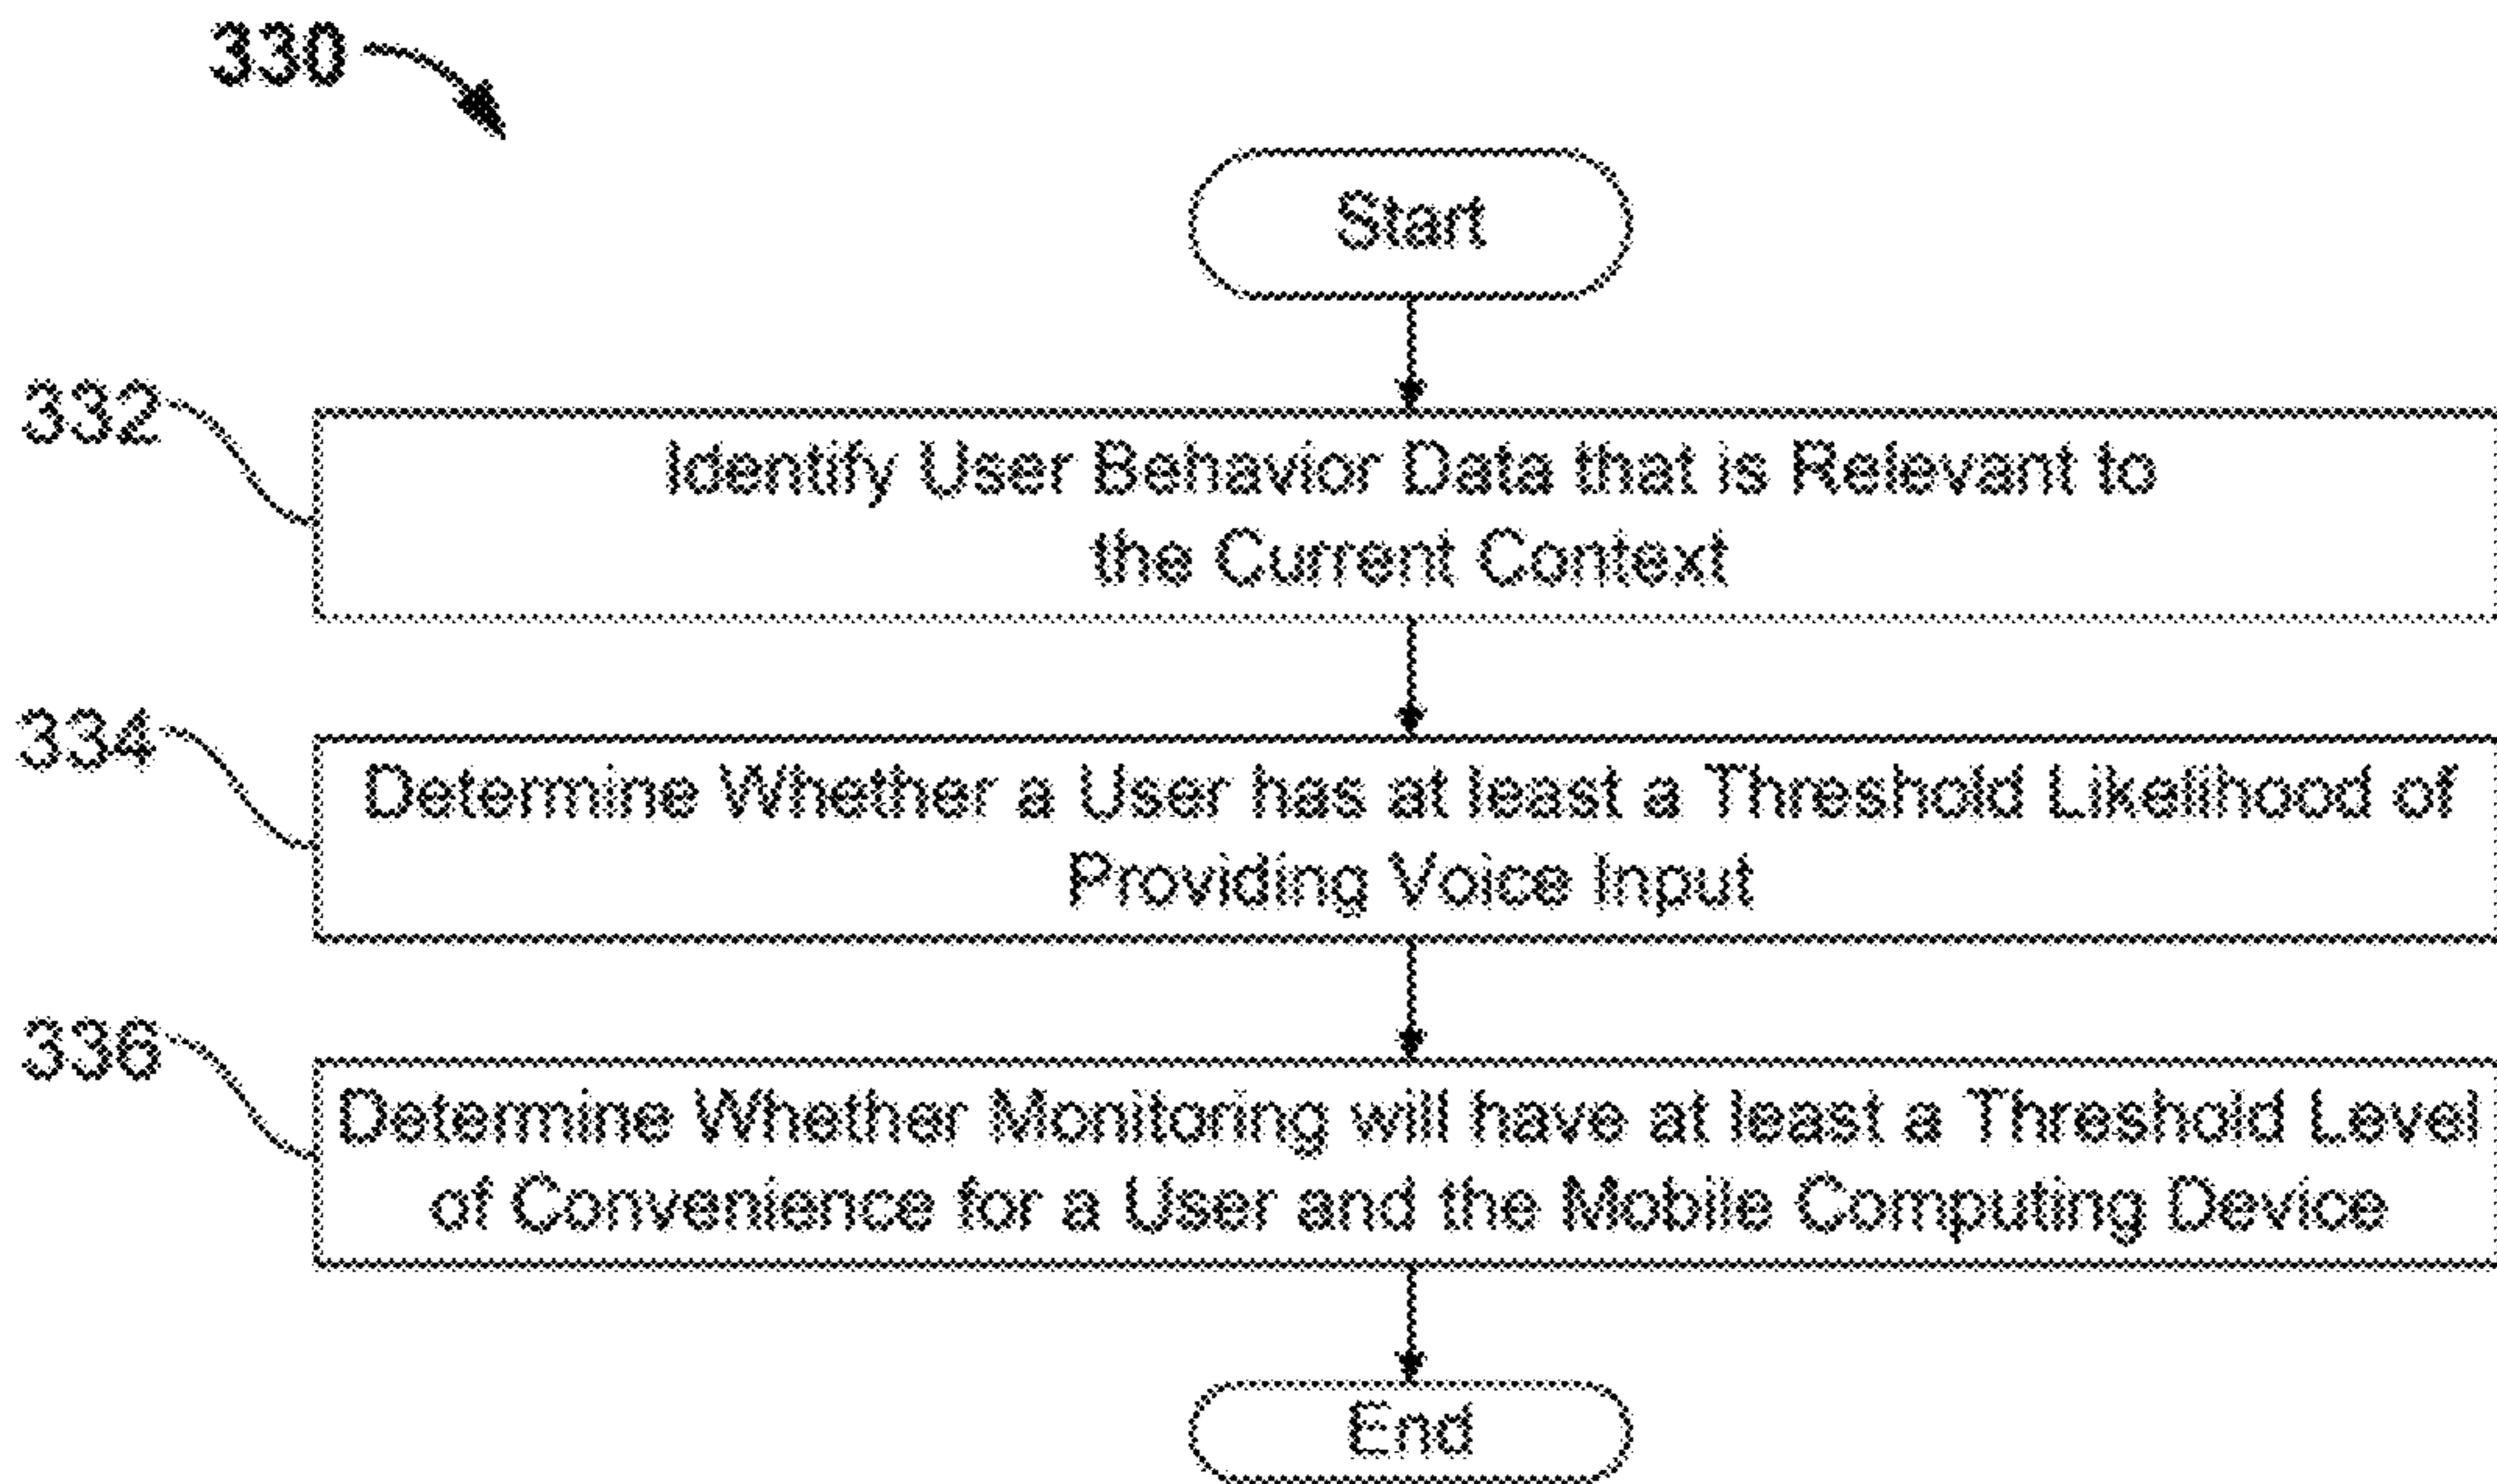 330
Start
332
Identify User Behavior Data that is Relevant to
the Current Context
334
Determine Whether a User has at least a Threshold Likelihood of
Providing Voice Input
336
Determine Whether Monitoring will have at least a Threshold Level
of Convenience for a User and the Mobile Computing Device
End